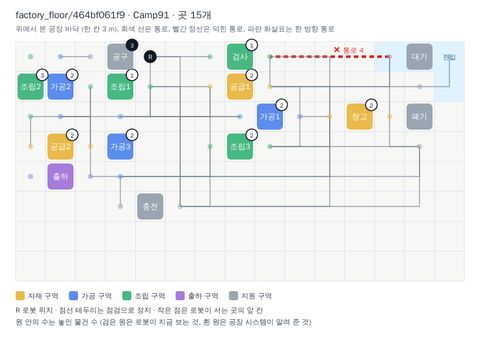 factory_floor/464bf061f9 · Camp91 · 곳 15개
위에서 본 공장 바닥 (한 칸 3 m). 회색 선은 통로, 빨간 점선은 막힌 통로, 파란 화살표는 한 방향 통로
공구 3 R 검사 1 ✕ 통로 4 대기 진입
조립2 3 가공2 2 조립1 1 공급1 2
가공1 2 창고 2 폐기
공급2 2 가공3 2 조립3 2
출하
충전
자재 구역 가공 구역 조립 구역 출하 구역 지원 구역
R 로봇 위치 · 점선 테두리는 점검으로 정지 · 작은 점은 로봇이 서는 곳의 앞 칸
원 안의 수는 놓인 물건 수 (검은 원은 로봇이 지금 보는 것, 흰 원은 공장 시스템이 알려 준 것)